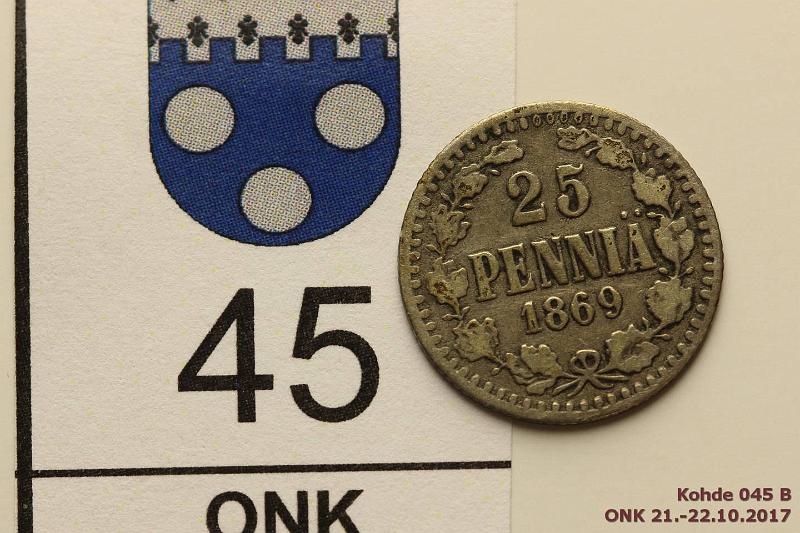 45
ONK
25
PENNIÄ
1869
Kohde 045 B
ONK 21.-22.10.2017